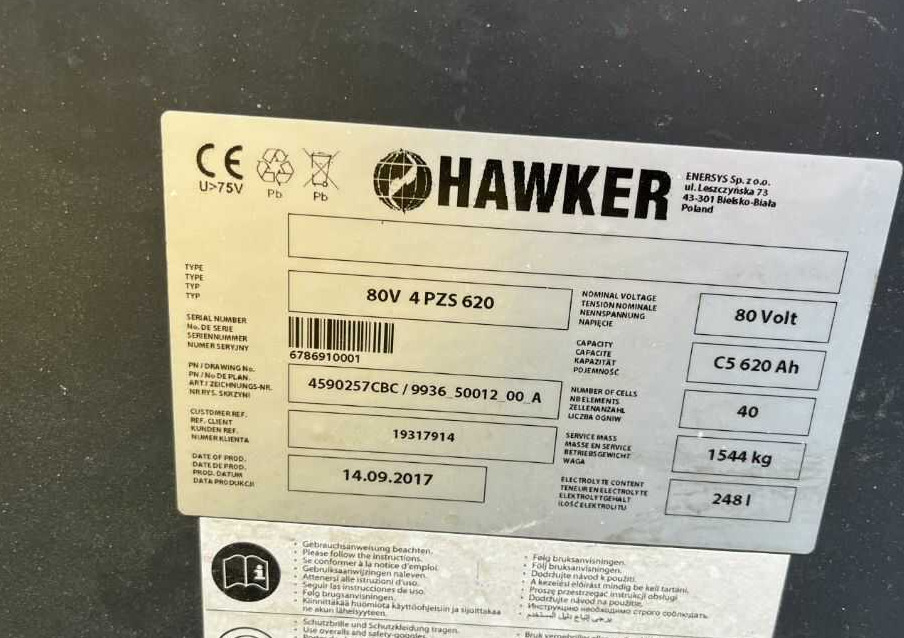 CE
U>75V
Pb
Pb
HAWKER
ENERSYS Sp. z o.o.
ul. Leszczyńska 73
43-301 Bielsko-Biała
Poland
TYPE
TYPE
TYP
TYP
80V 4 PZS 620
SERIAL NUMBER
No. DE SERIE
SERIENNUMMER
NUMER SERYJNY
6786910001
PN / DRAWING No.
PN / No DE PLAN.
ART. / ZEICHNUNGS-NR.
NR RYS. SKRZYNI
4590257CBC / 9936_50012_00_A
CUSTOMER REF.
REF. CLIENT
KUNDEN REF.
NUMER KLIENTA
19317914
DATE OF PROD.
DATE DE PROD.
PROD. DATUM
DATA PRODUKCJI
14.09.2017
NOMINAL VOLTAGE
TENSION NOMINALE
NENNSPANNUNG
NAPIĘCIE
80 Volt
CAPACITY
CAPACITE
KAPAZITÄT
POJEMNOŚĆ
C5 620 Ah
NUMBER OF CELLS
NB ELEMENTS
ZELLENANZAHL
LICZBA OGNIW
40
SERVICE MASS
MASSE EN SERVICE
BETRIEBSGEWICHT
WAGA
1544 kg
ELECTROLYTE CONTENT
TENEUR EN ELECTROLYTE
ELEKTROLYTGEHALT
ILOŚĆ ELEKTROLITU
248 l
• Gebrauchsanweisung beachten.
• Please follow the instructions.
• Se conformer à la notice d'emploi.
• Gebruiksaanwijzingen naleven.
• Attenersi alle istruzioni d'uso.
• Seguir las instrucciones de uso.
• Følg brugsanvisningen.
• Kiinnittäkää huomiota käyttöohjeisiin ja sijoittakaa
ne akun läheisyyteen.
• Følg bruksanvisningen.
• Följ bruksanvisningen.
• Dodržujte návod k použití.
• A kezelési előírást mindig be kell tartani.
• Proszę przestrzegać instrukcji obsługi
• Dodržujte návod na použitie.
• Инструкцию необходимо строго соблюдать.
يرجى إتباع دليل المستخدم
• Schutzbrille und Schutzkleidung tragen.
• Use overalls and safety-goggles.
• Bruk vernebriller